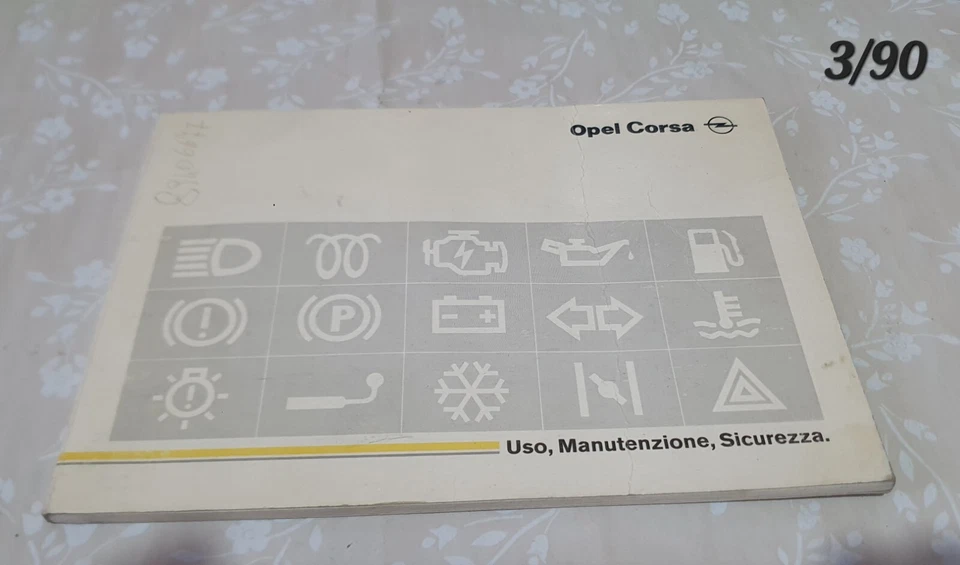 3/90
Opel Corsa
P
Uso, Manutenzione, Sicurezza.